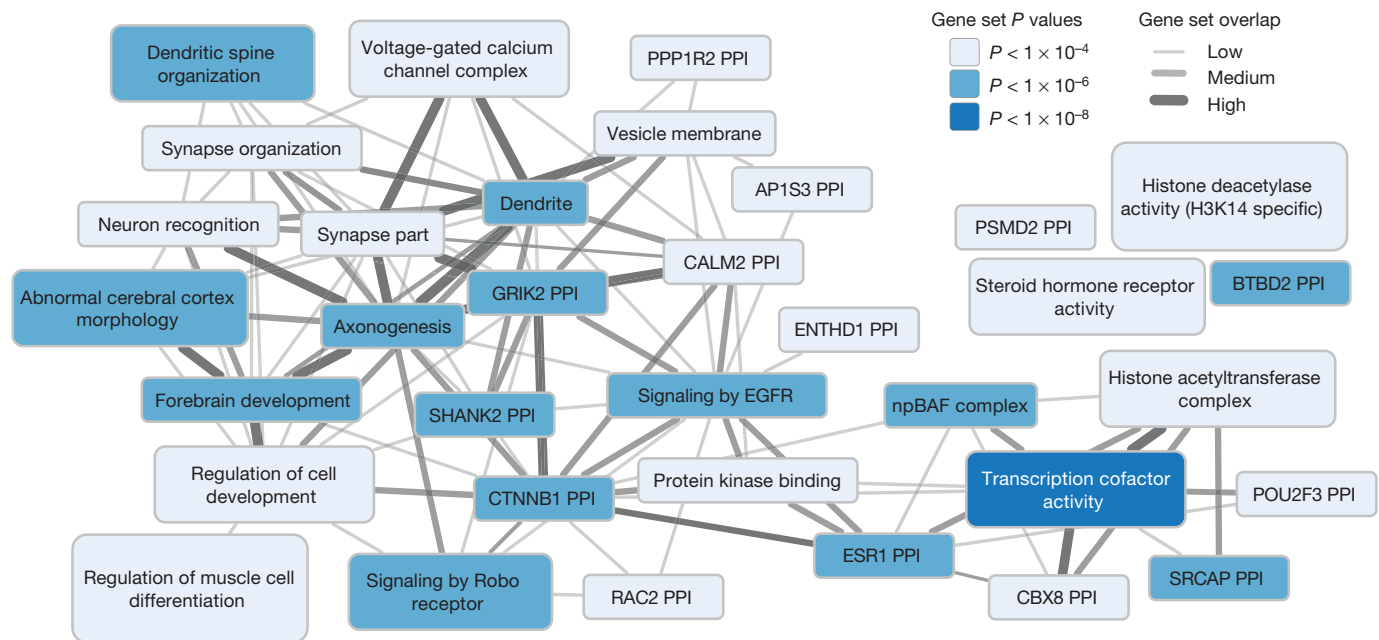 Gene set P values
P < 1 × 10–4
P < 1 × 10–6
P < 1 × 10–8
Gene set overlap
Low
Medium
High
Dendritic spine
organization
Voltage-gated calcium
channel complex
PPP1R2 PPI
Vesicle membrane
Synapse organization
AP1S3 PPI
Histone deacetylase
activity (H3K14 specific)
Dendrite
Neuron recognition
Synapse part
PSMD2 PPI
CALM2 PPI
GRIK2 PPI
Steroid hormone receptor
activity
BTBD2 PPI
Abnormal cerebral cortex
morphology
Axonogenesis
ENTHD1 PPI
Forebrain development
SHANK2 PPI
Signaling by EGFR
npBAF complex
Histone acetyltransferase
complex
Regulation of cell
development
CTNNB1 PPI
Protein kinase binding
Transcription cofactor
activity
POU2F3 PPI
Regulation of muscle cell
differentiation
Signaling by Robo
receptor
RAC2 PPI
ESR1 PPI
CBX8 PPI
SRCAP PPI